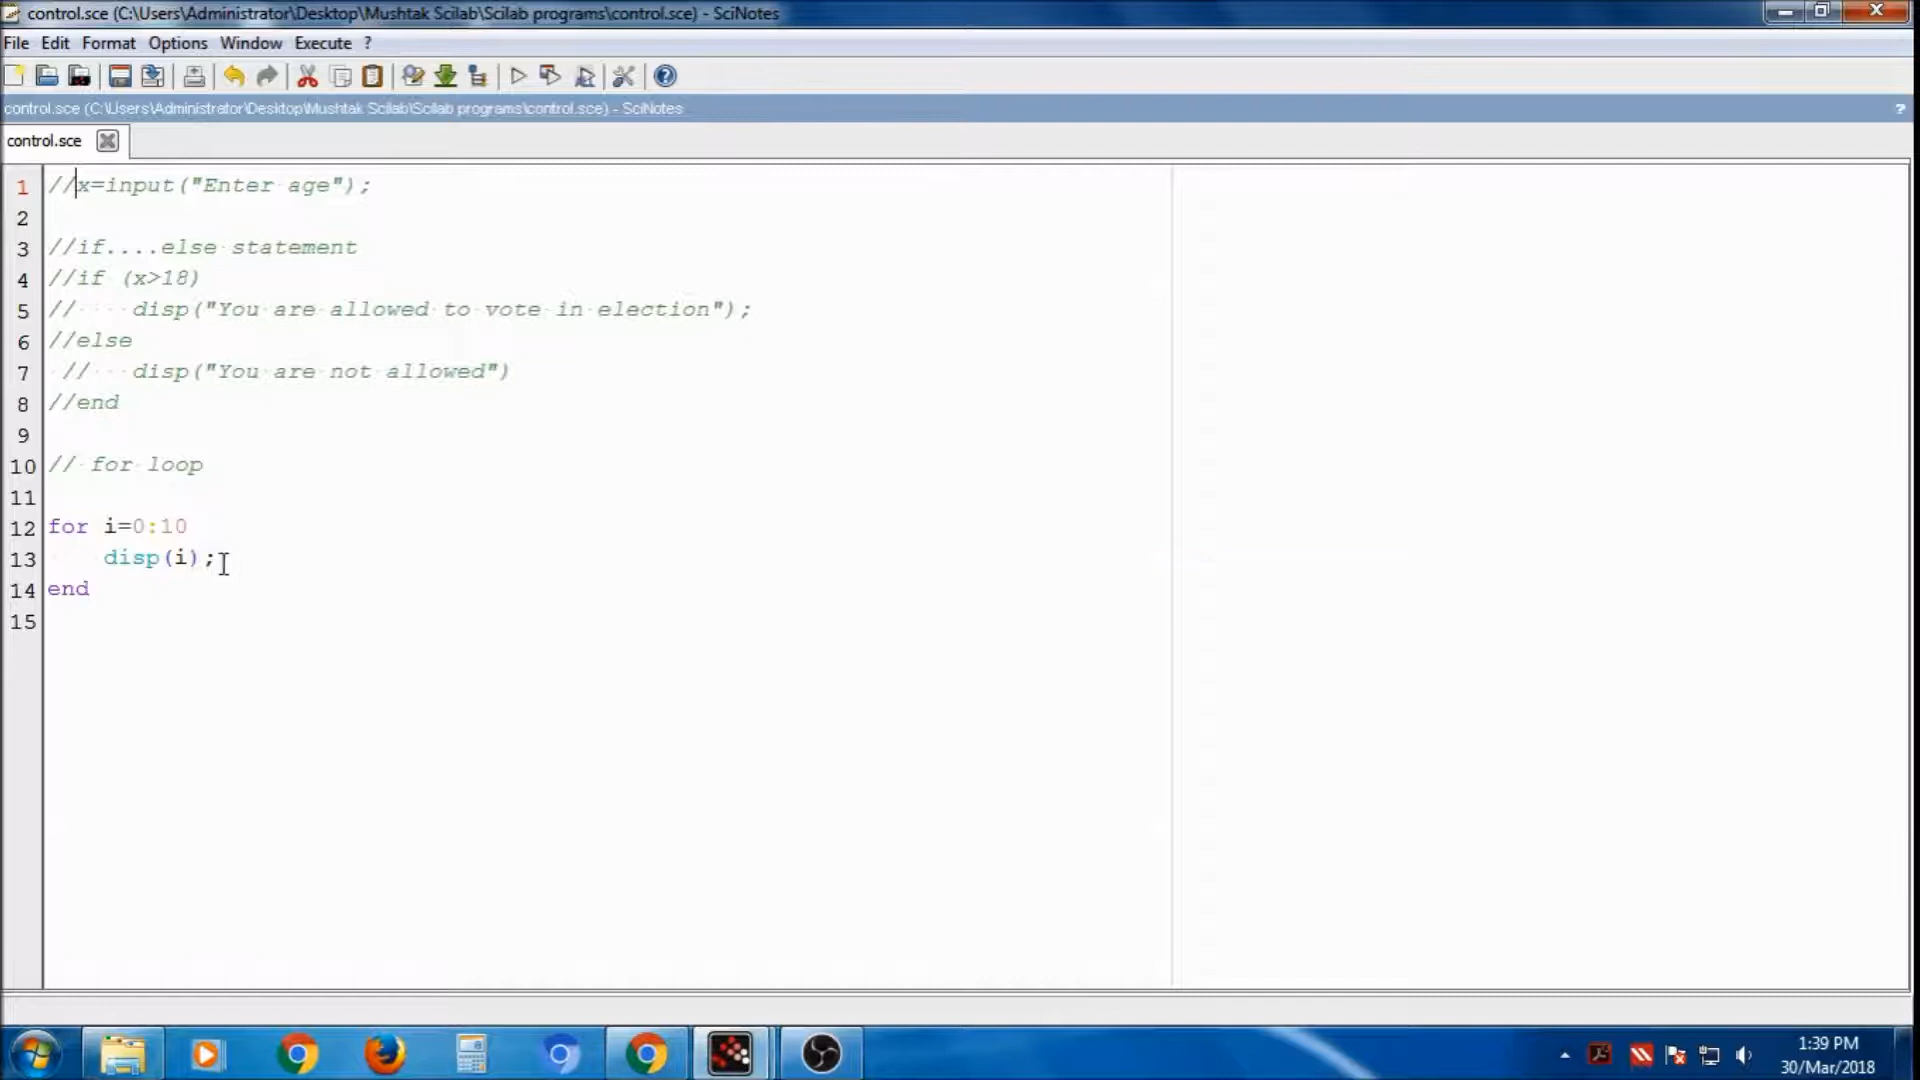 control.sce (C:\Users\Administrator\Desktop\Mushtak Scilab\Scilab programs\control.sce) - SciNotes
File Edit Format Options Window Execute ?
control.sce (C:\Users\Administrator\Desktop\Mushtak Scilab\Scilab programs\control.sce) - SciNotes ?
control.sce
1 //x=input("Enter age");
2
3 //if....else statement
4 //if (x>18)
5 //    disp("You are allowed to vote in election");
6 //else
7  //   disp("You are not allowed")
8 //end
9
10 // for loop
11
12 for i=0:10
13     disp(i);
14 end
15
1:39 PM
30/Mar/2018